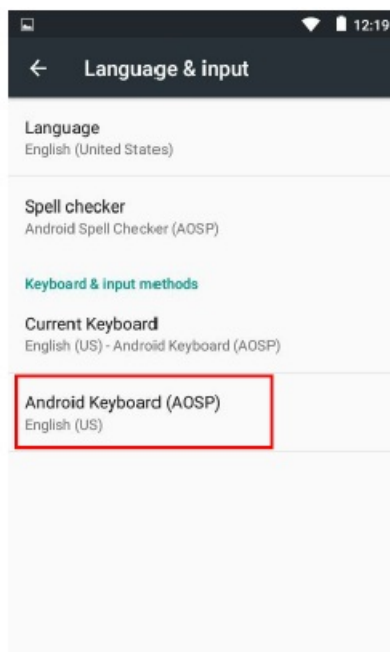 12:19
Language & input
Language
English (United States)
Spell checker
Android Spell Checker (AOSP)
Keyboard & input methods
Current Keyboard
English (US) - Android Keyboard (AOSP)
Android Keyboard (AOSP)
English (US)